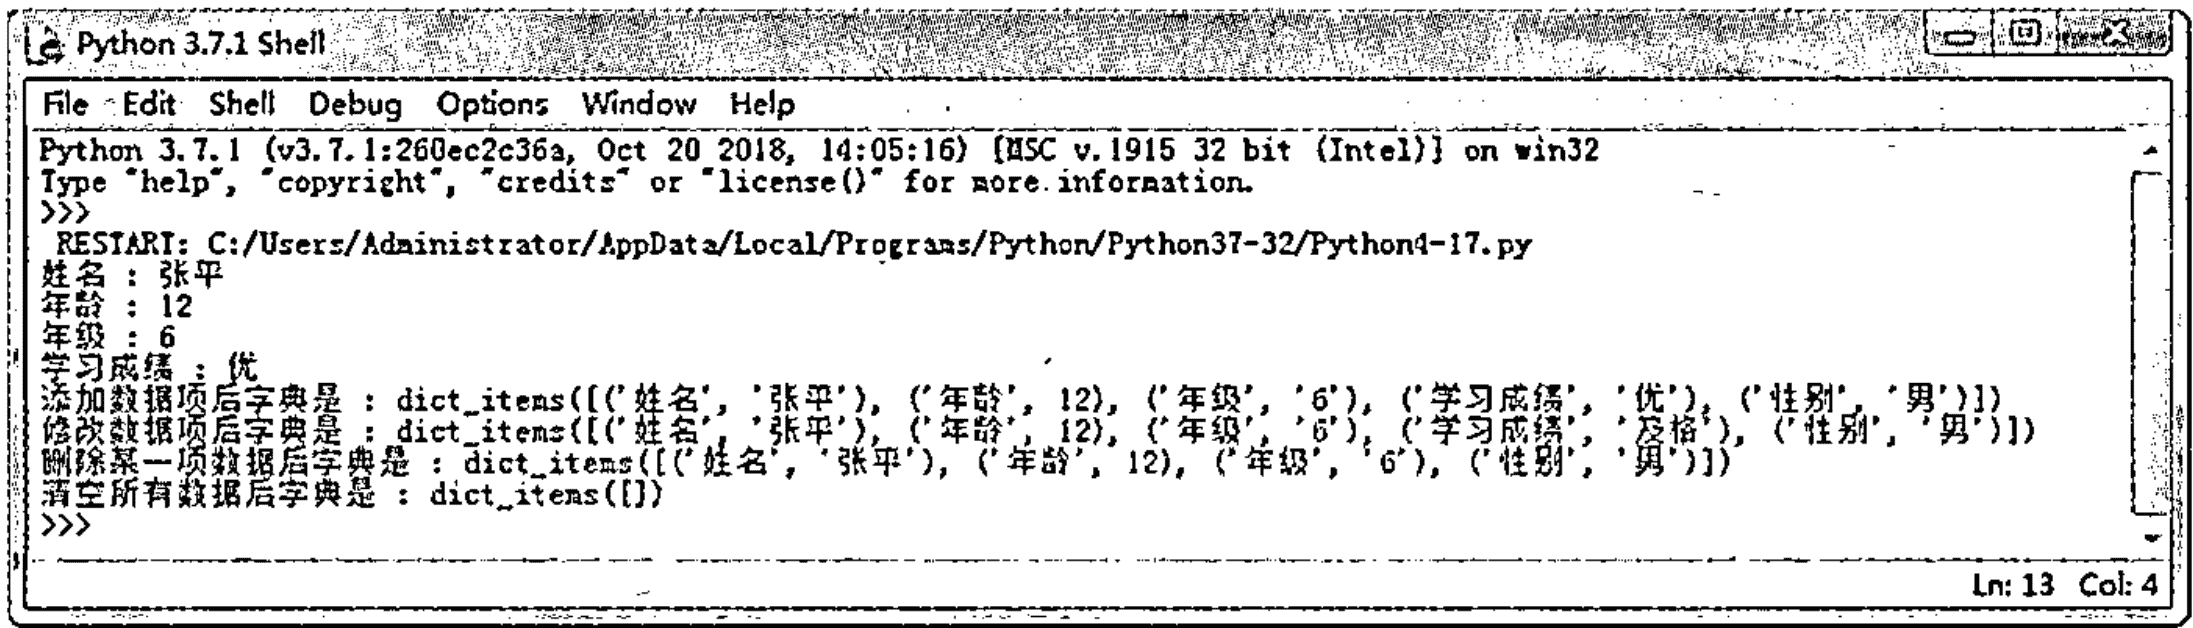 Python 3.7.1 Shell
File Edit Shell Debug Options Window Help
Python 3.7.1 (v3.7.1:260ec2c36a, Oct 20 2018, 14:05:16) [MSC v.1915 32 bit (Intel)] on win32
Type "help", "copyright", "credits" or "license()" for more information.
>>>
RESTART: C:/Users/Administrator/AppData/Local/Programs/Python/Python37-32/Python4-17.py
姓名 : 张平
年龄 : 12
年级 : 6
学习成绩 : 优
添加数据项后字典是 : dict_items([('姓名', '张平'), ('年龄', 12), ('年级', '6'), ('学习成绩', '优'), ('性别', '男')])
修改数据项后字典是 : dict_items([('姓名', '张平'), ('年龄', 12), ('年级', '6'), ('学习成绩', '及格'), ('性别', '男')])
删除某一项数据后字典是 : dict_items([('姓名', '张平'), ('年龄', 12), ('年级', '6'), ('性别', '男')])
清空所有数据后字典是 : dict_items([])
>>>
Ln: 13 Col: 4